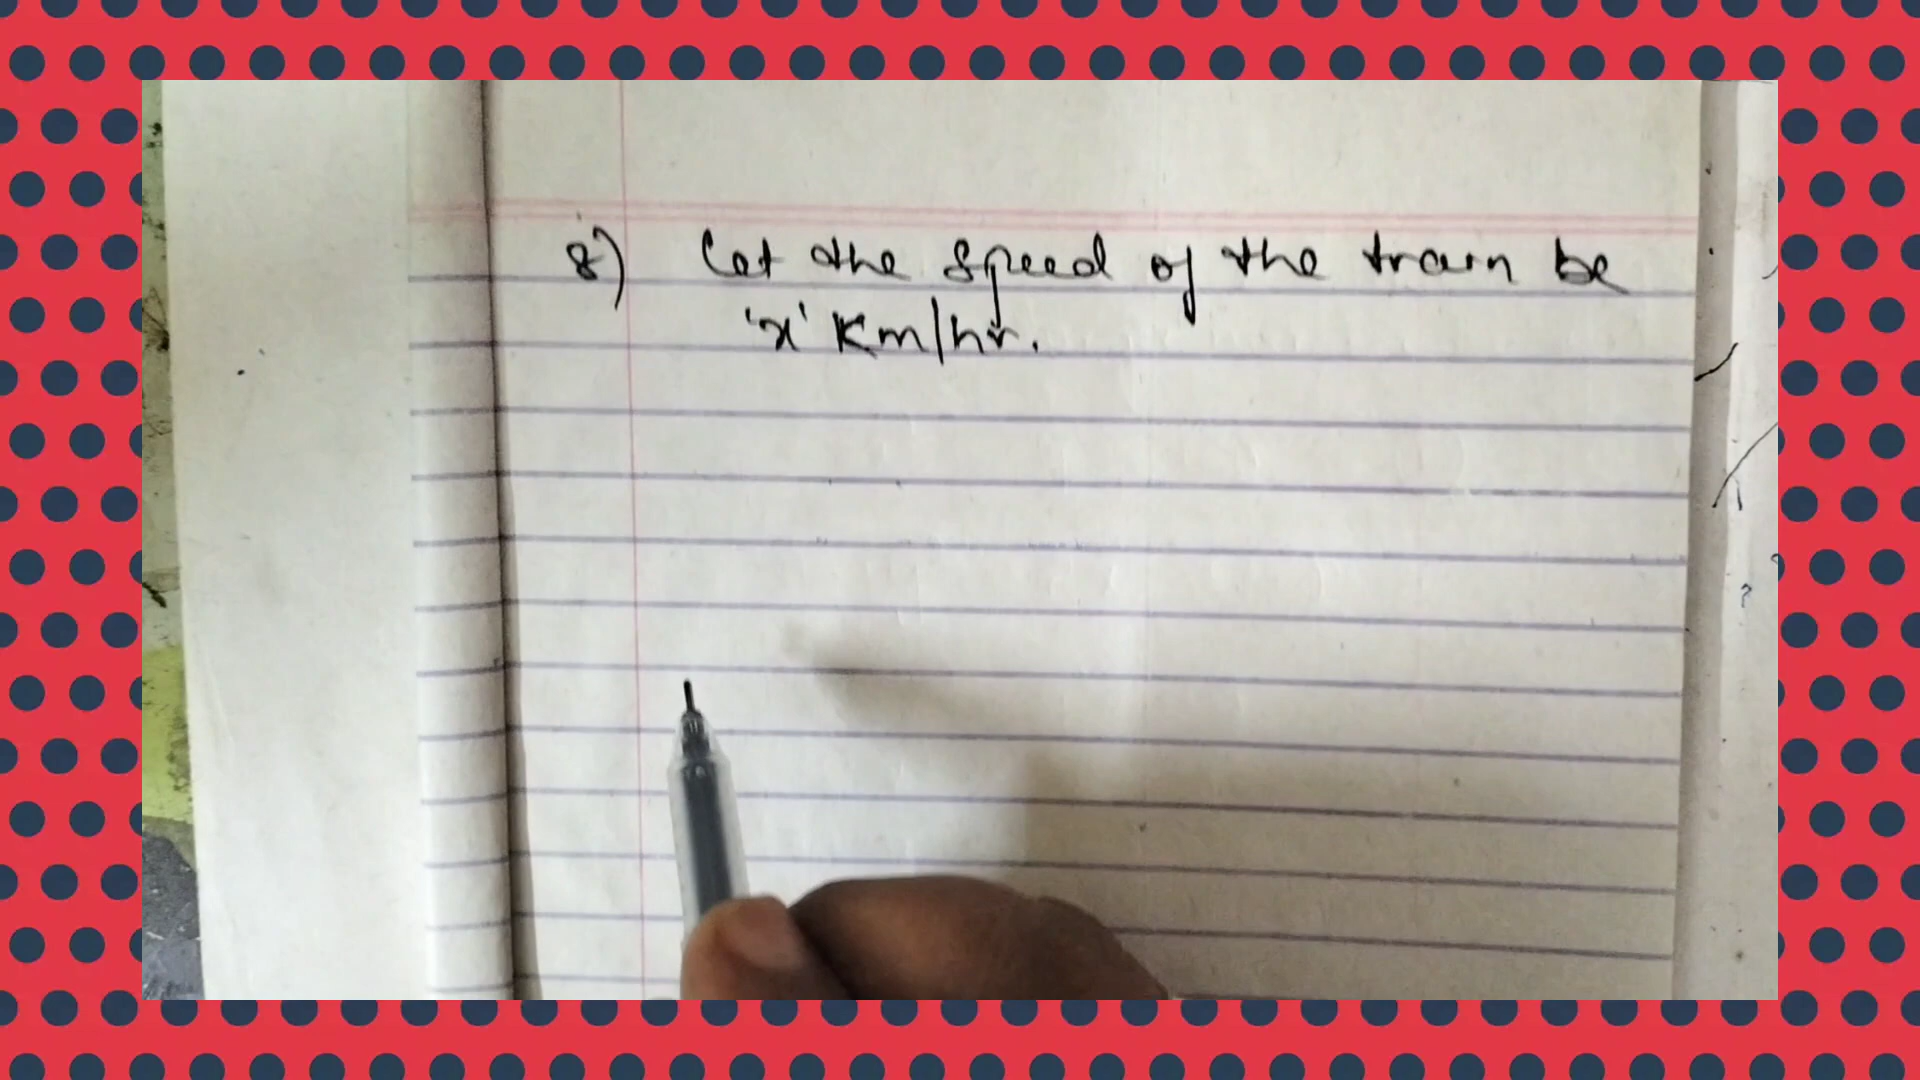 8) Let the speed of the train be
'x' Km/hr.